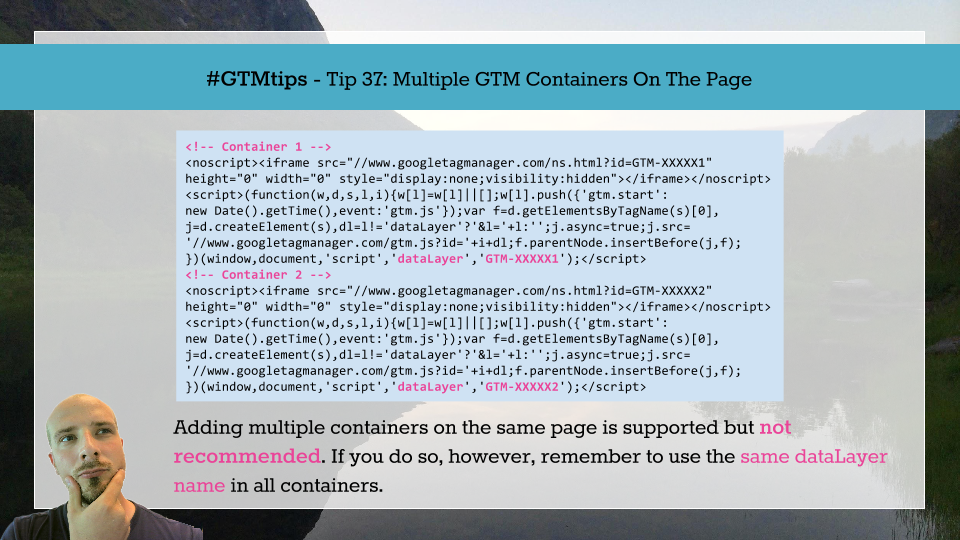 #GTMtips - Tip 37: Multiple GTM Containers On The Page
<!-- Container 1 -->
<noscript><iframe src="//www.googletagmanager.com/ns.html?id=GTM-XXXXX1"
height="0" width="0" style="display:none;visibility:hidden"></iframe></noscript>
<script>(function(w,d,s,l,i){w[l]=w[l]||[];w[l].push({'gtm.start':
new Date().getTime(),event:'gtm.js'});var f=d.getElementsByTagName(s)[0],
j=d.createElement(s),dl=l!='dataLayer'?'&l='+l:'';j.async=true;j.src=
'//www.googletagmanager.com/gtm.js?id='+i+dl;f.parentNode.insertBefore(j,f);
})(window,document,'script','dataLayer','GTM-XXXXX1');</script>
<!-- Container 2 -->
<noscript><iframe src="//www.googletagmanager.com/ns.html?id=GTM-XXXXX2"
height="0" width="0" style="display:none;visibility:hidden"></iframe></noscript>
<script>(function(w,d,s,l,i){w[l]=w[l]||[];w[l].push({'gtm.start':
new Date().getTime(),event:'gtm.js'});var f=d.getElementsByTagName(s)[0],
j=d.createElement(s),dl=l!='dataLayer'?'&l='+l:'';j.async=true;j.src=
'//www.googletagmanager.com/gtm.js?id='+i+dl;f.parentNode.insertBefore(j,f);
})(window,document,'script','dataLayer','GTM-XXXXX2');</script>
Adding multiple containers on the same page is supported but not
recommended. If you do so, however, remember to use the same dataLayer
name in all containers.